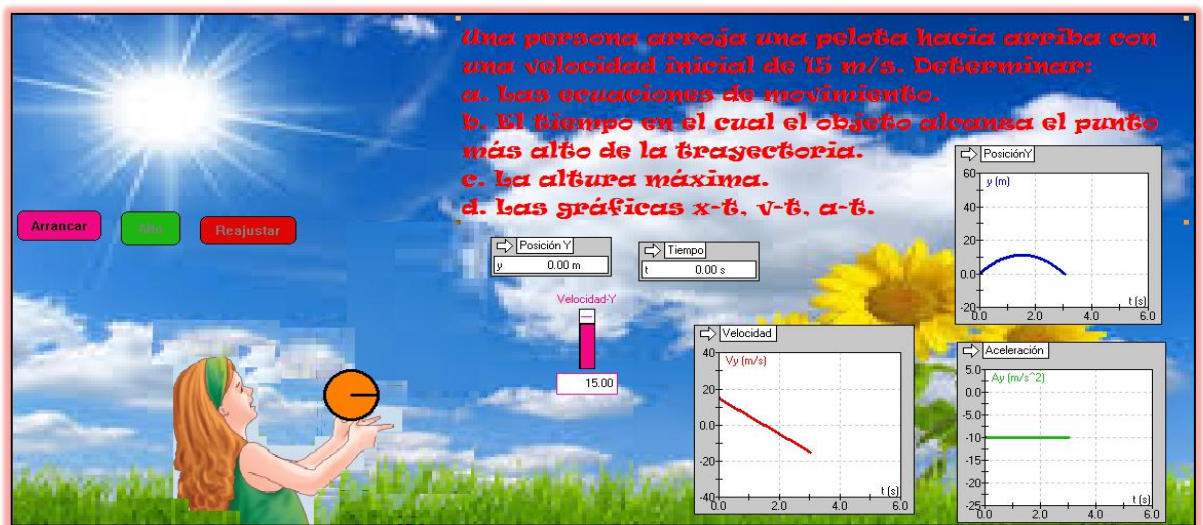 Una persona arroja una pelota hacia arriba con
una velocidad inicial de 15 m/s. Determinar:
a. Las ecuaciones de movimiento.
b. El tiempo en el cual el objeto alcanza el punto
más alto de la trayectoria.
c. La altura máxima.
d. Las gráficas x-t, v-t, a-t.
Arrancar
Alto
Reajustar
Posición Y
y 0.00 m
Tiempo
t 0.00 s
Velocidad-Y
15.00
PosiciónY
y (m)
60
40
20
0.0
-20
0.0 2.0 4.0 6.0
t (s)
Velocidad
Vy (m/s)
40
20
0.0
-20
-40
0.0 2.0 4.0 6.0
t (s)
Aceleración
Ay (m/s^2)
5.0
0.0
-5.0
-10
-15
-20
-25
0.0 2.0 4.0 6.0
t (s)